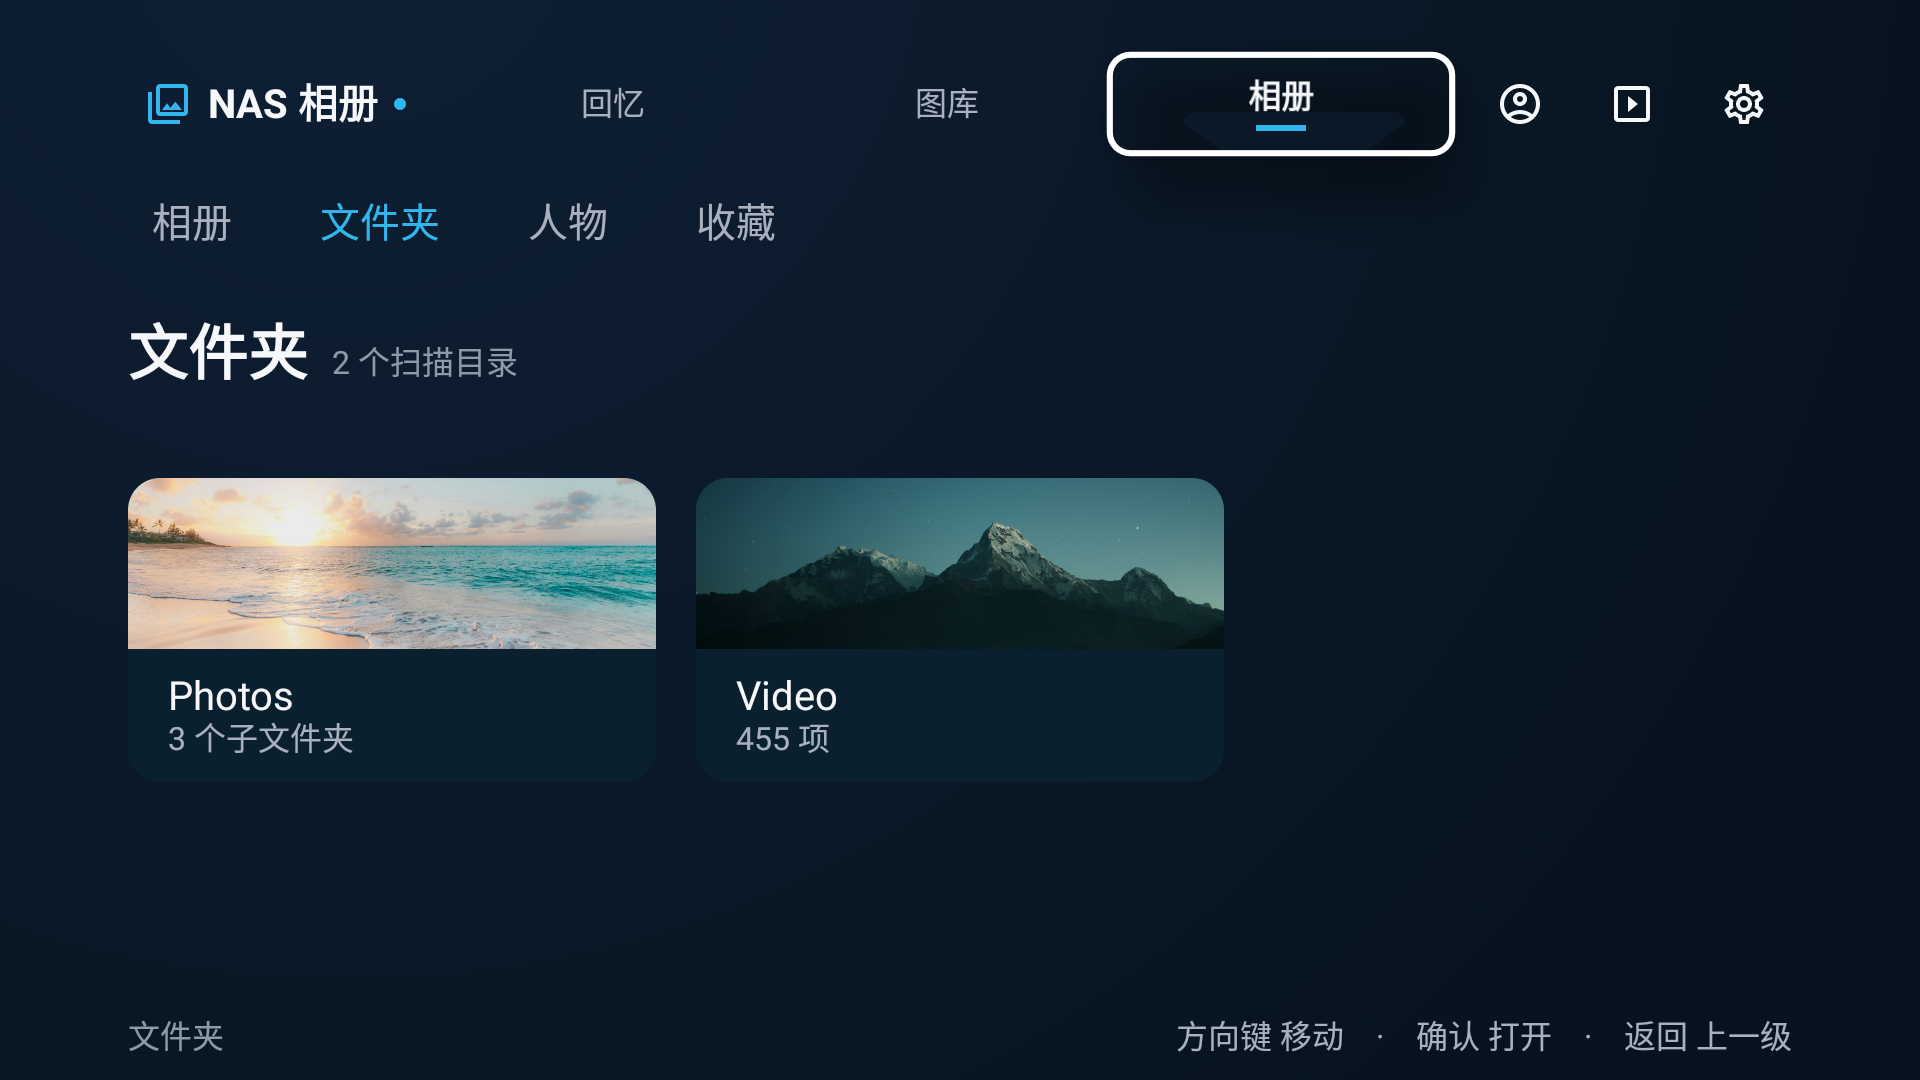 NAS 相册
回忆
图库
相册
相册
文件夹
人物
收藏
文件夹
2 个扫描目录
Photos
3 个子文件夹
Video
455 项
文件夹
方向键 移动 · 确认 打开 · 返回 上一级